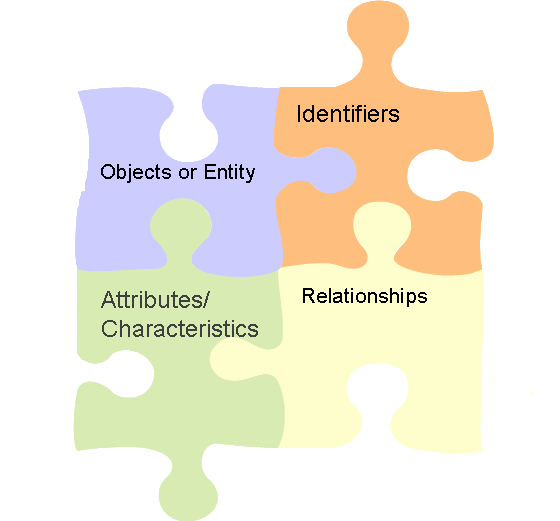 Identifiers
Objects or Entity
Attributes/
Characteristics
Relationships